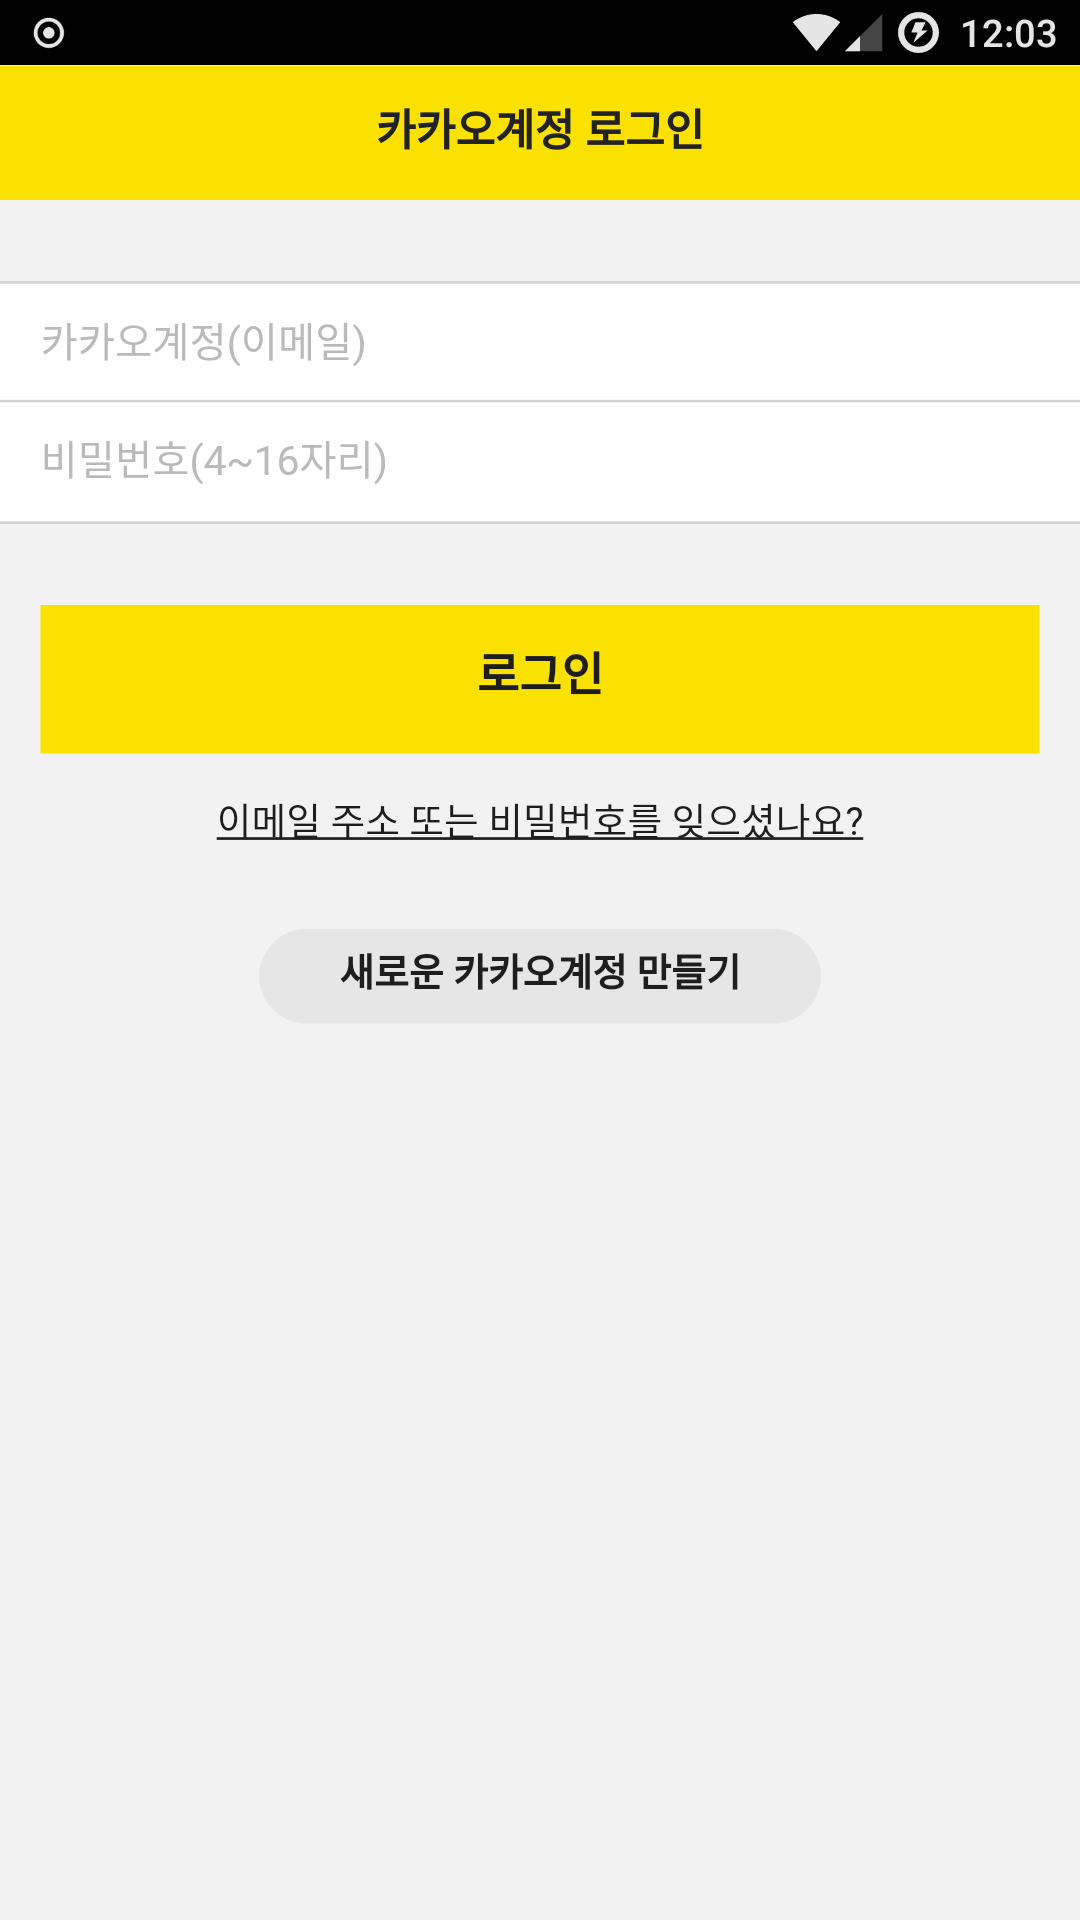 12:03
카카오계정 로그인
카카오계정(이메일)
비밀번호(4~16자리)
로그인
이메일 주소 또는 비밀번호를 잊으셨나요?
새로운 카카오계정 만들기